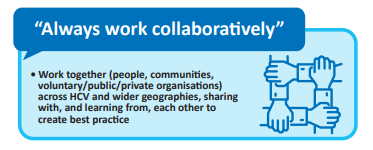 “Always work collaboratively”
• Work together (people, communities,
voluntary/public/private organisations)
across HCV and wider geographies, sharing
with, and learning from, each other to
create best practice